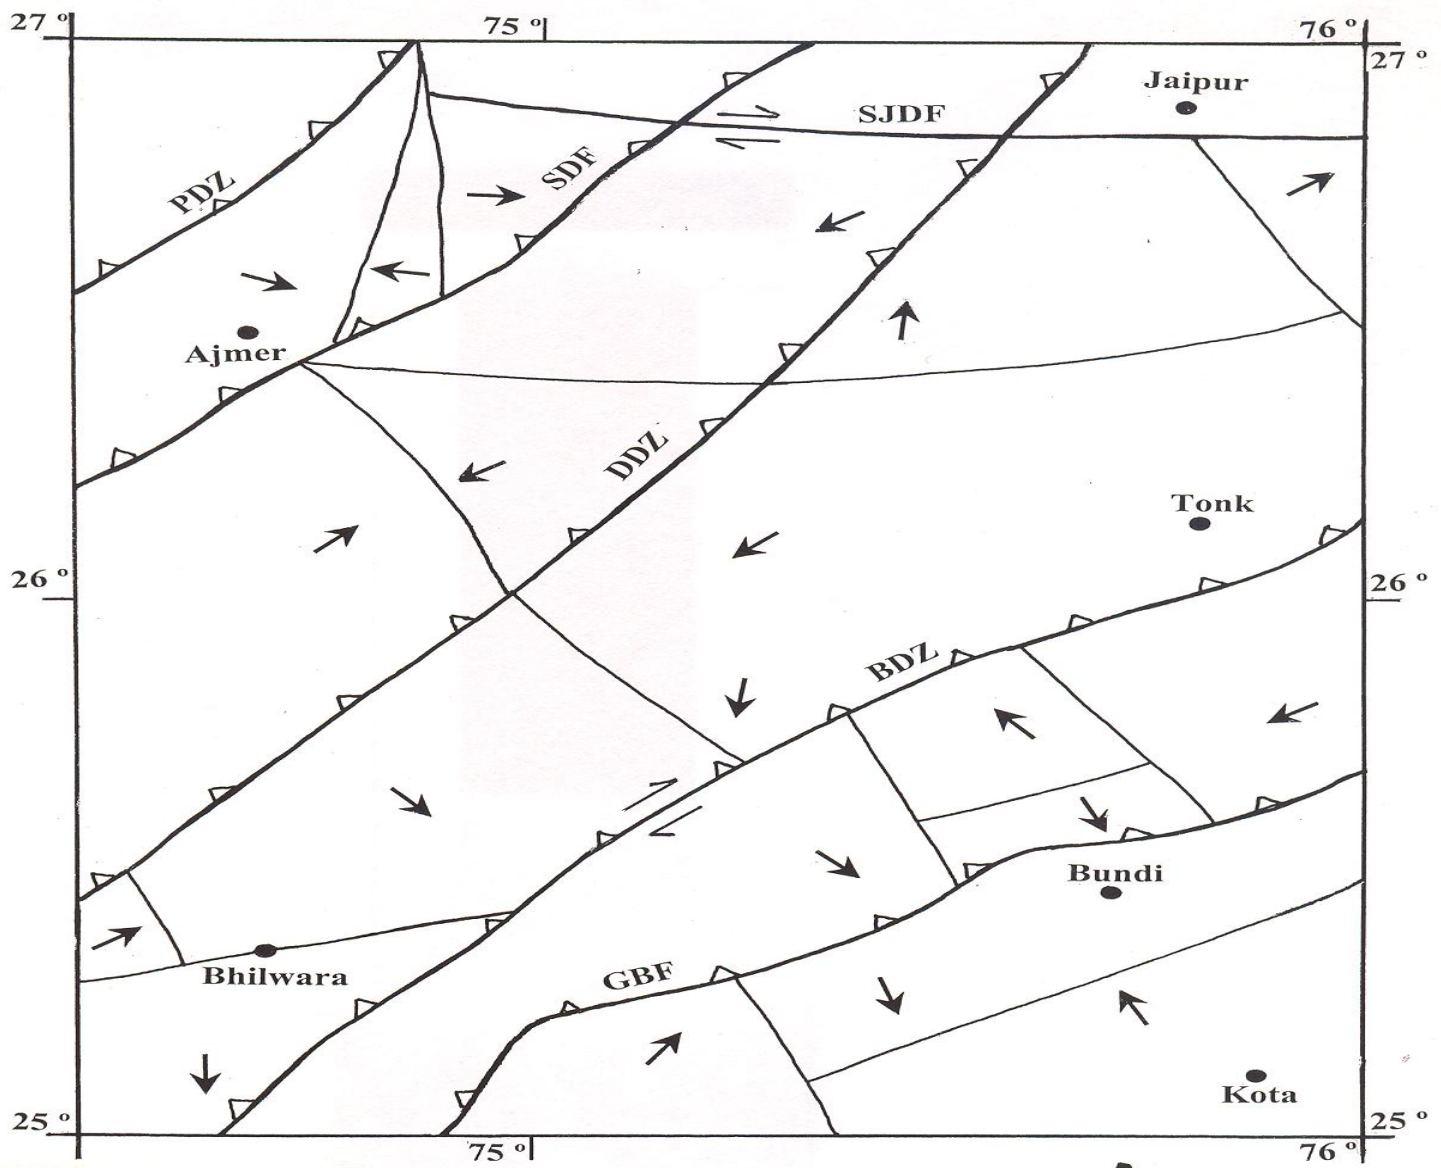 27 °
75 °
76 °
27 °
Jaipur
SJDF
SDF
PDZ
Ajmer
DDZ
Tonk
26 °
26 °
BDZ
Bundi
Bhilwara
GBF
Kota
25 °
25 °
75 °
76 °